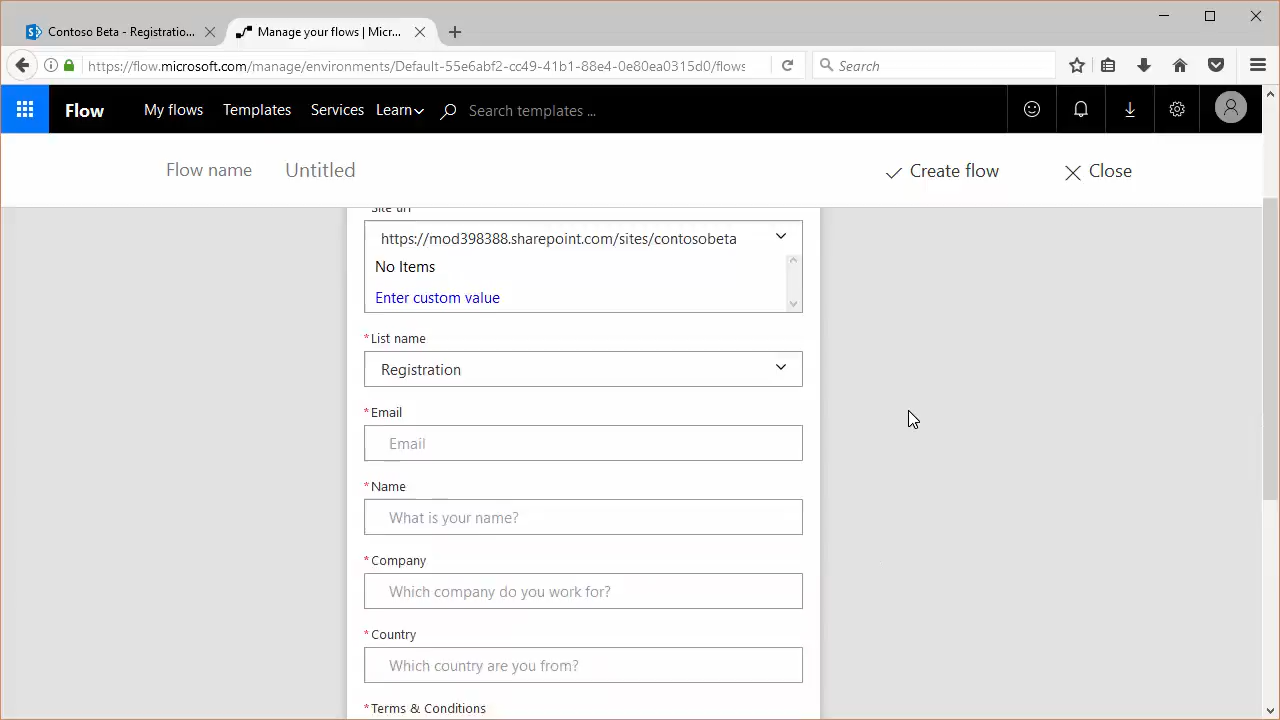 Contoso Beta - Registratio...
Manage your flows | Micr...
https://flow.microsoft.com/manage/environments/Default-55e6abf2-cc49-41b1-88e4-0e80ea0315d0/flows
Search
Flow
My flows
Templates
Services
Learn
Search templates ...
Flow name
Untitled
Create flow
Close
Site url
https://mod398388.sharepoint.com/sites/contosobeta
No Items
Enter custom value
*List name
Registration
*Email
Email
*Name
What is your name?
*Company
Which company do you work for?
*Country
Which country are you from?
*Terms & Conditions